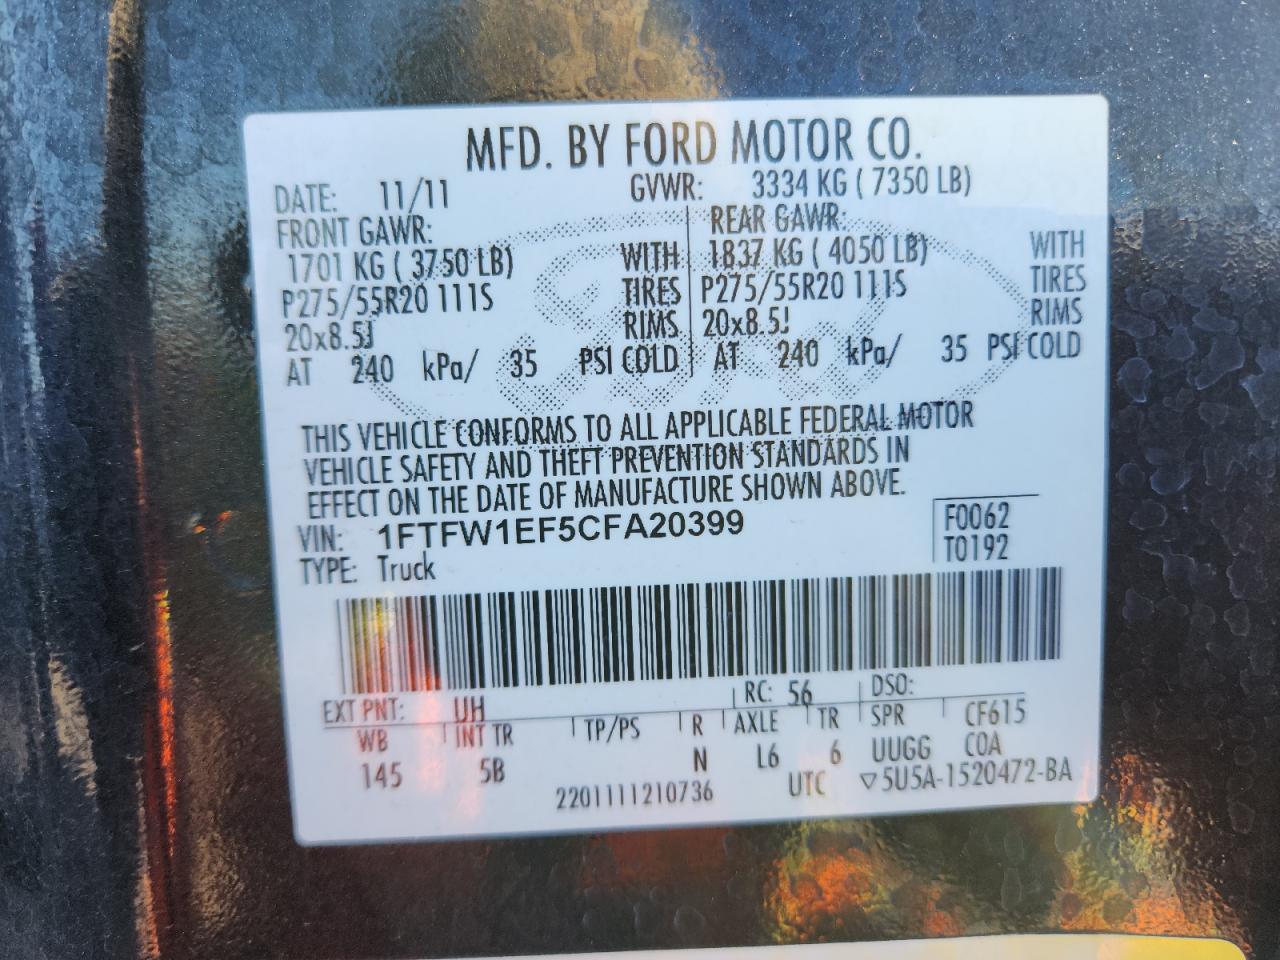 MFD. BY FORD MOTOR CO.
DATE: 11/11 GVWR: 3334 KG ( 7350 LB)
FRONT GAWR: REAR GAWR:
1701 KG ( 3750 LB) WITH 1837 KG ( 4050 LB) WITH
P275/55R20 111S TIRES P275/55R20 111S TIRES
20x8.5J RIMS 20x8.5J RIMS
AT 240 kPa/ 35 PSI COLD AT 240 kPa/ 35 PSI COLD
THIS VEHICLE CONFORMS TO ALL APPLICABLE FEDERAL MOTOR
VEHICLE SAFETY AND THEFT PREVENTION STANDARDS IN
EFFECT ON THE DATE OF MANUFACTURE SHOWN ABOVE.
VIN: 1FTFW1EF5CFA20399 F0062
TYPE: Truck T0192
EXT PNT: UH RC: 56 DSO:
WB INT TR TP/PS R AXLE TR SPR CF615
145 5B N L6 6 UUGG COA
2201111210736 UTC ▽5U5A-1520472-BA